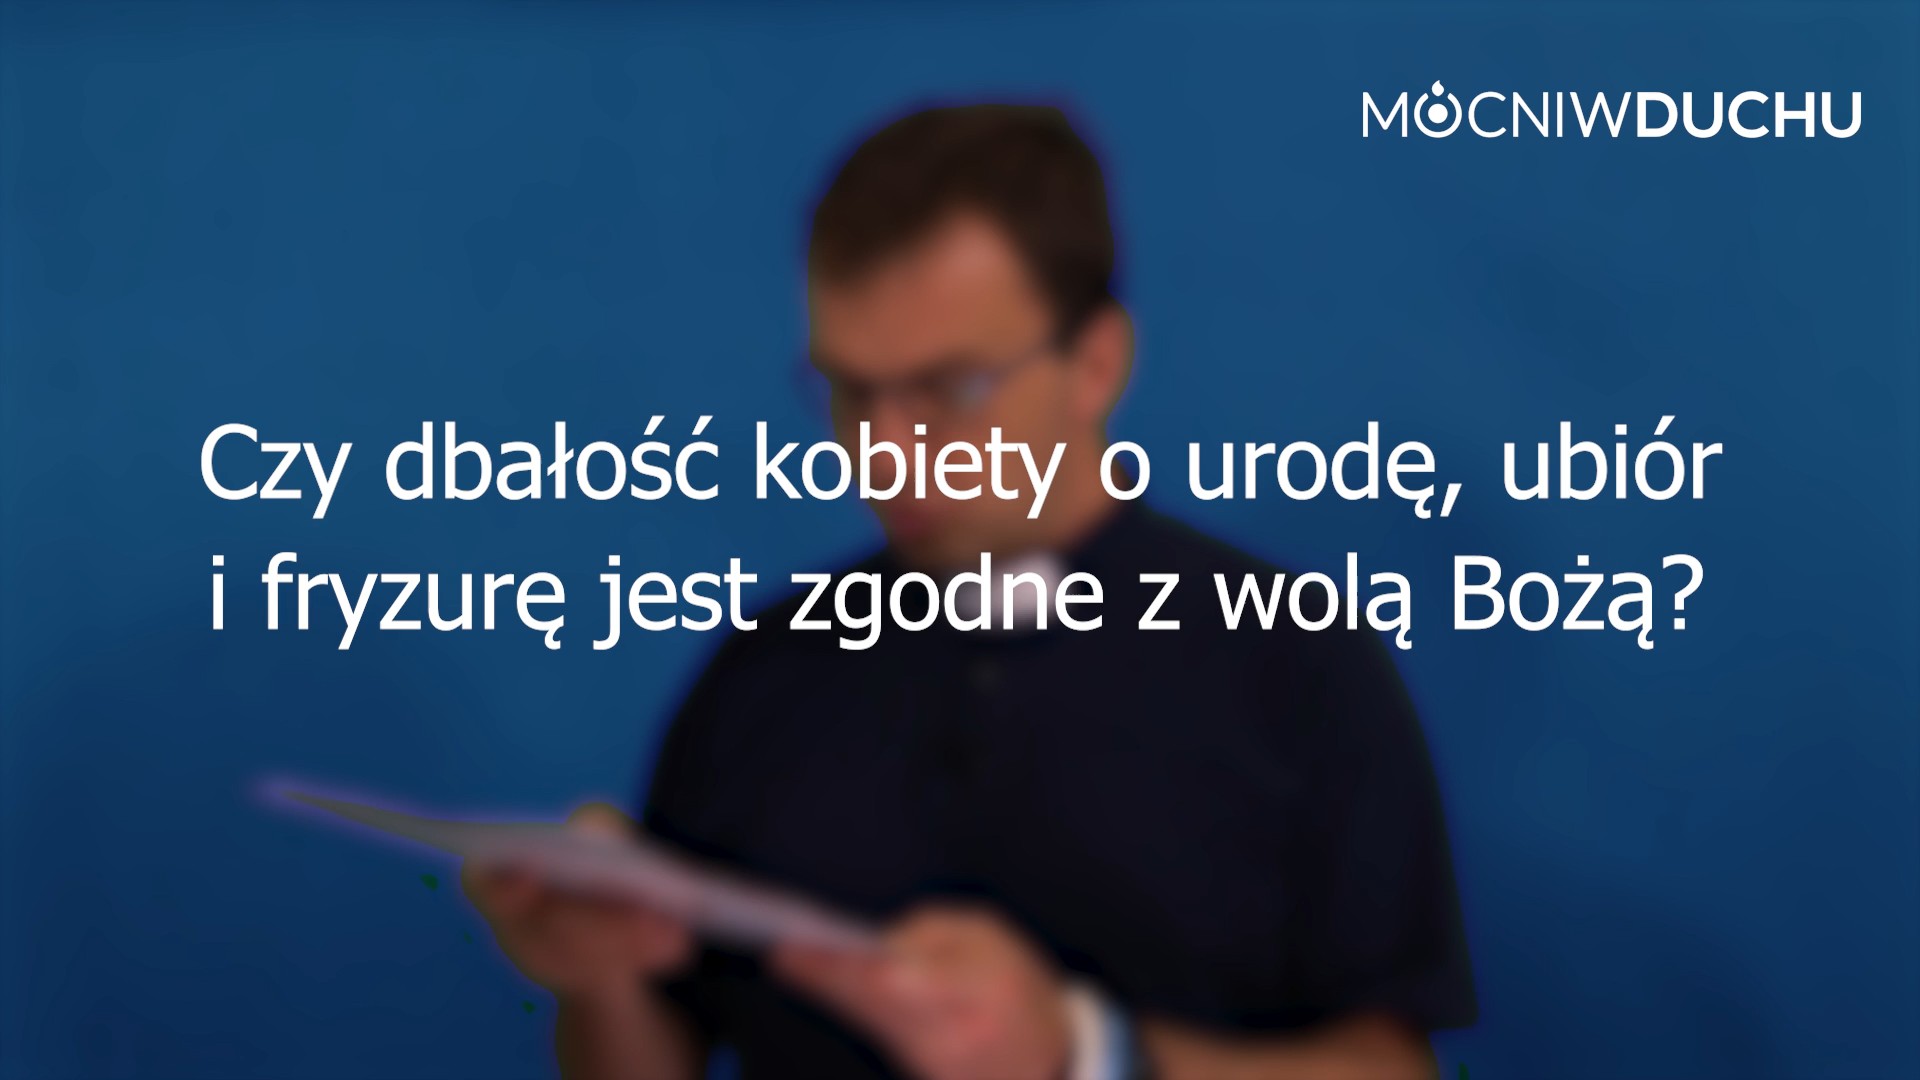 MOCNIWDUCHU
Czy dbałość kobiety o urodę, ubiór
i fryzurę jest zgodne z wolą Bożą?